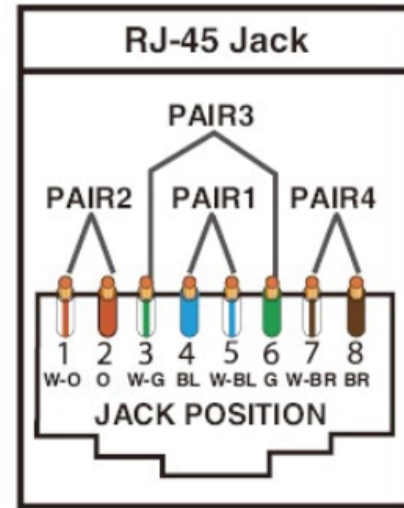 RJ-45 Jack
PAIR3
PAIR2 PAIR1 PAIR4
1 2 3 4 5 6 7 8
W-O O W-G BL W-BL G W-BR BR
JACK POSITION